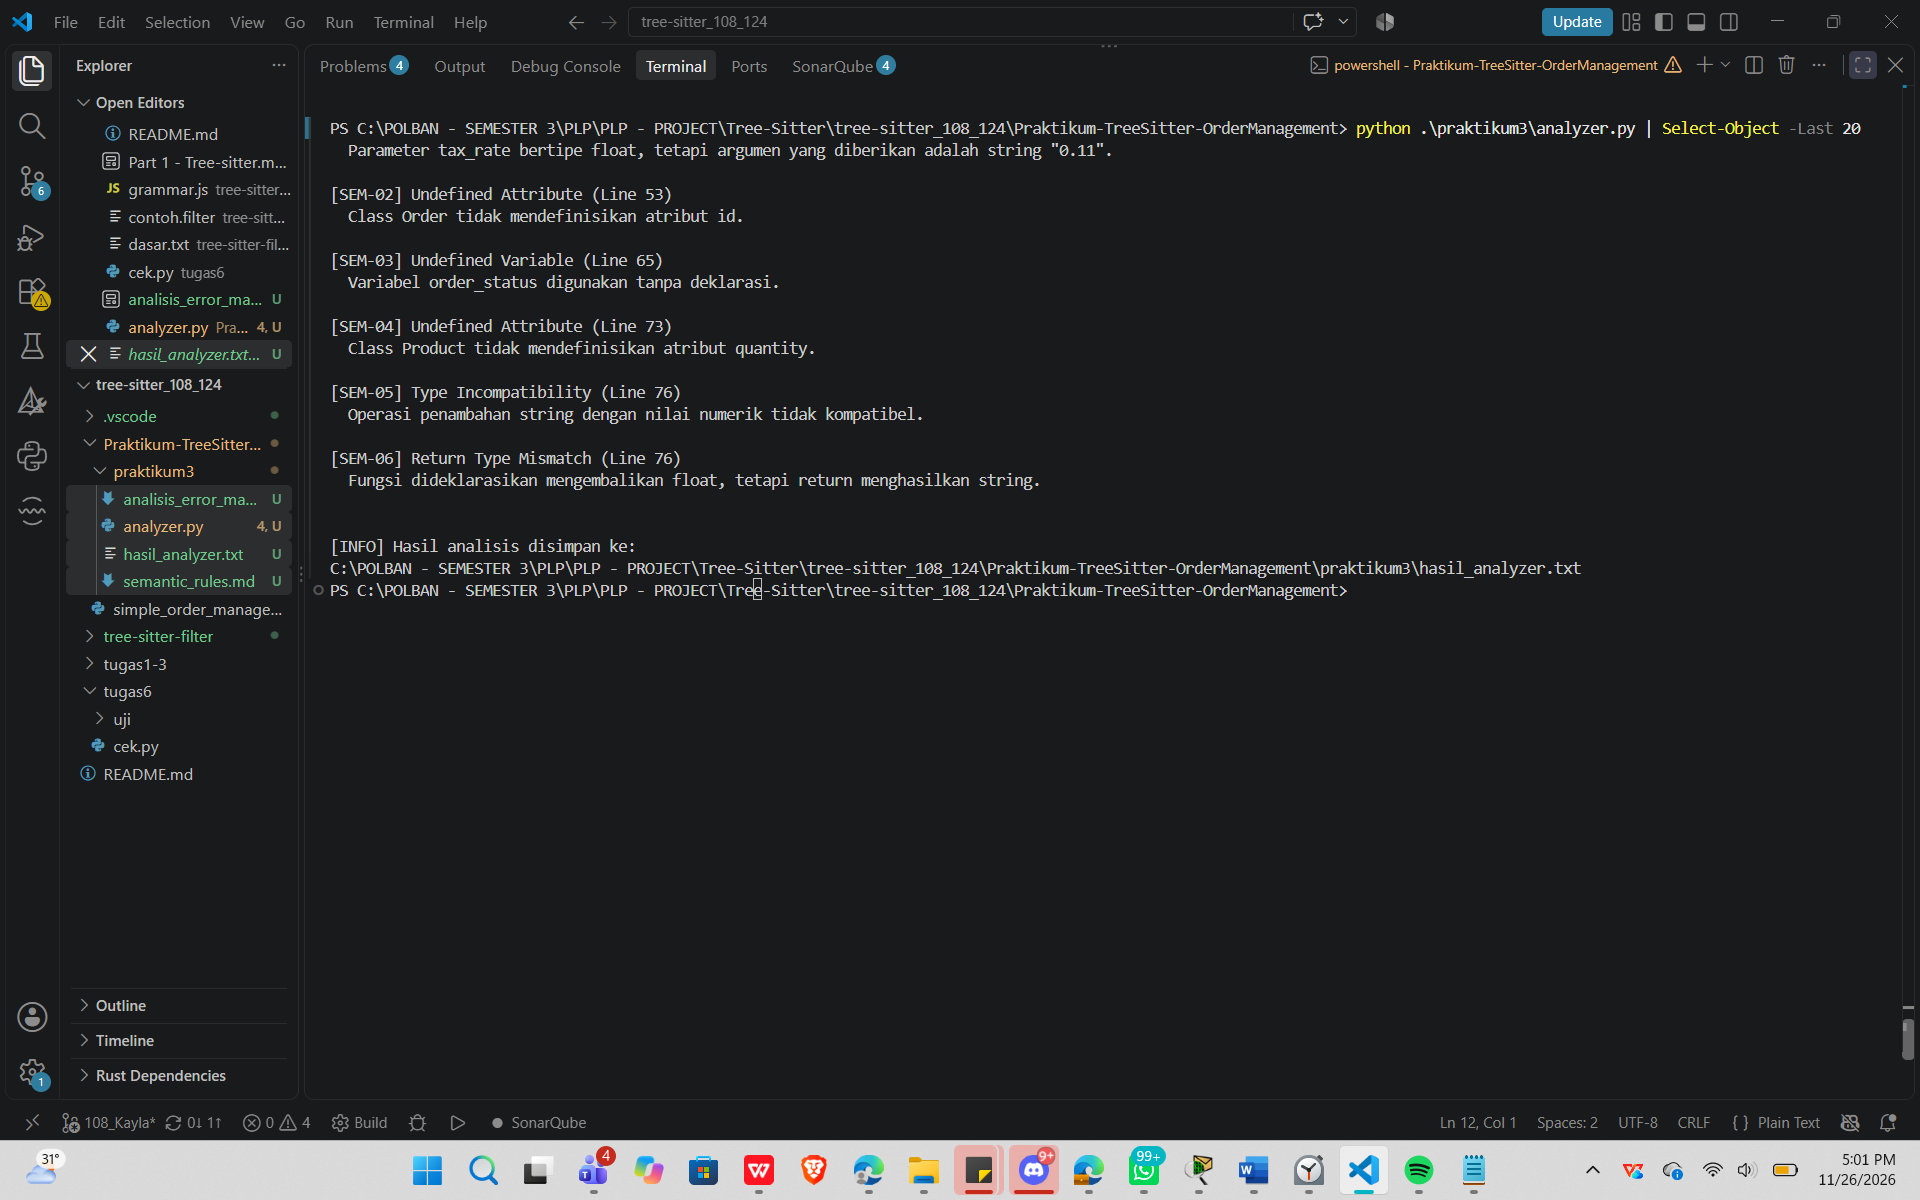 File Edit Selection View Go Run Terminal Help
tree-sitter_108_124
Update
Explorer
Open Editors
README.md
Part 1 - Tree-sitter.m...
JS grammar.js tree-sitter...
contoh.filter tree-sitt...
dasar.txt tree-sitter-fil...
cek.py tugas6
analisis_error_ma... U
analyzer.py Pra... 4, U
hasil_analyzer.txt... U
tree-sitter_108_124
.vscode
Praktikum-TreeSitter...
praktikum3
analisis_error_ma... U
analyzer.py 4, U
hasil_analyzer.txt U
semantic_rules.md U
simple_order_manage...
tree-sitter-filter
tugas1-3
tugas6
uji
cek.py
README.md
Outline
Timeline
Rust Dependencies
6
1
Problems 4 Output Debug Console Terminal Ports SonarQube 4
powershell - Praktikum-TreeSitter-OrderManagement
PS C:\POLBAN - SEMESTER 3\PLP\PLP - PROJECT\Tree-Sitter\tree-sitter_108_124\Praktikum-TreeSitter-OrderManagement> python .\praktikum3\analyzer.py | Select-Object -Last 20
Parameter tax_rate bertipe float, tetapi argumen yang diberikan adalah string "0.11".
[SEM-02] Undefined Attribute (Line 53)
Class Order tidak mendefinisikan atribut id.
[SEM-03] Undefined Variable (Line 65)
Variabel order_status digunakan tanpa deklarasi.
[SEM-04] Undefined Attribute (Line 73)
Class Product tidak mendefinisikan atribut quantity.
[SEM-05] Type Incompatibility (Line 76)
Operasi penambahan string dengan nilai numerik tidak kompatibel.
[SEM-06] Return Type Mismatch (Line 76)
Fungsi dideklarasikan mengembalikan float, tetapi return menghasilkan string.
[INFO] Hasil analisis disimpan ke:
C:\POLBAN - SEMESTER 3\PLP\PLP - PROJECT\Tree-Sitter\tree-sitter_108_124\Praktikum-TreeSitter-OrderManagement\praktikum3\hasil_analyzer.txt
PS C:\POLBAN - SEMESTER 3\PLP\PLP - PROJECT\Tree-Sitter\tree-sitter_108_124\Praktikum-TreeSitter-OrderManagement>
108_Kayla* 0↓ 1↑ 0 4 Build SonarQube
Ln 12, Col 1 Spaces: 2 UTF-8 CRLF { } Plain Text
31°
4
9+
99+
5:01 PM
11/26/2026